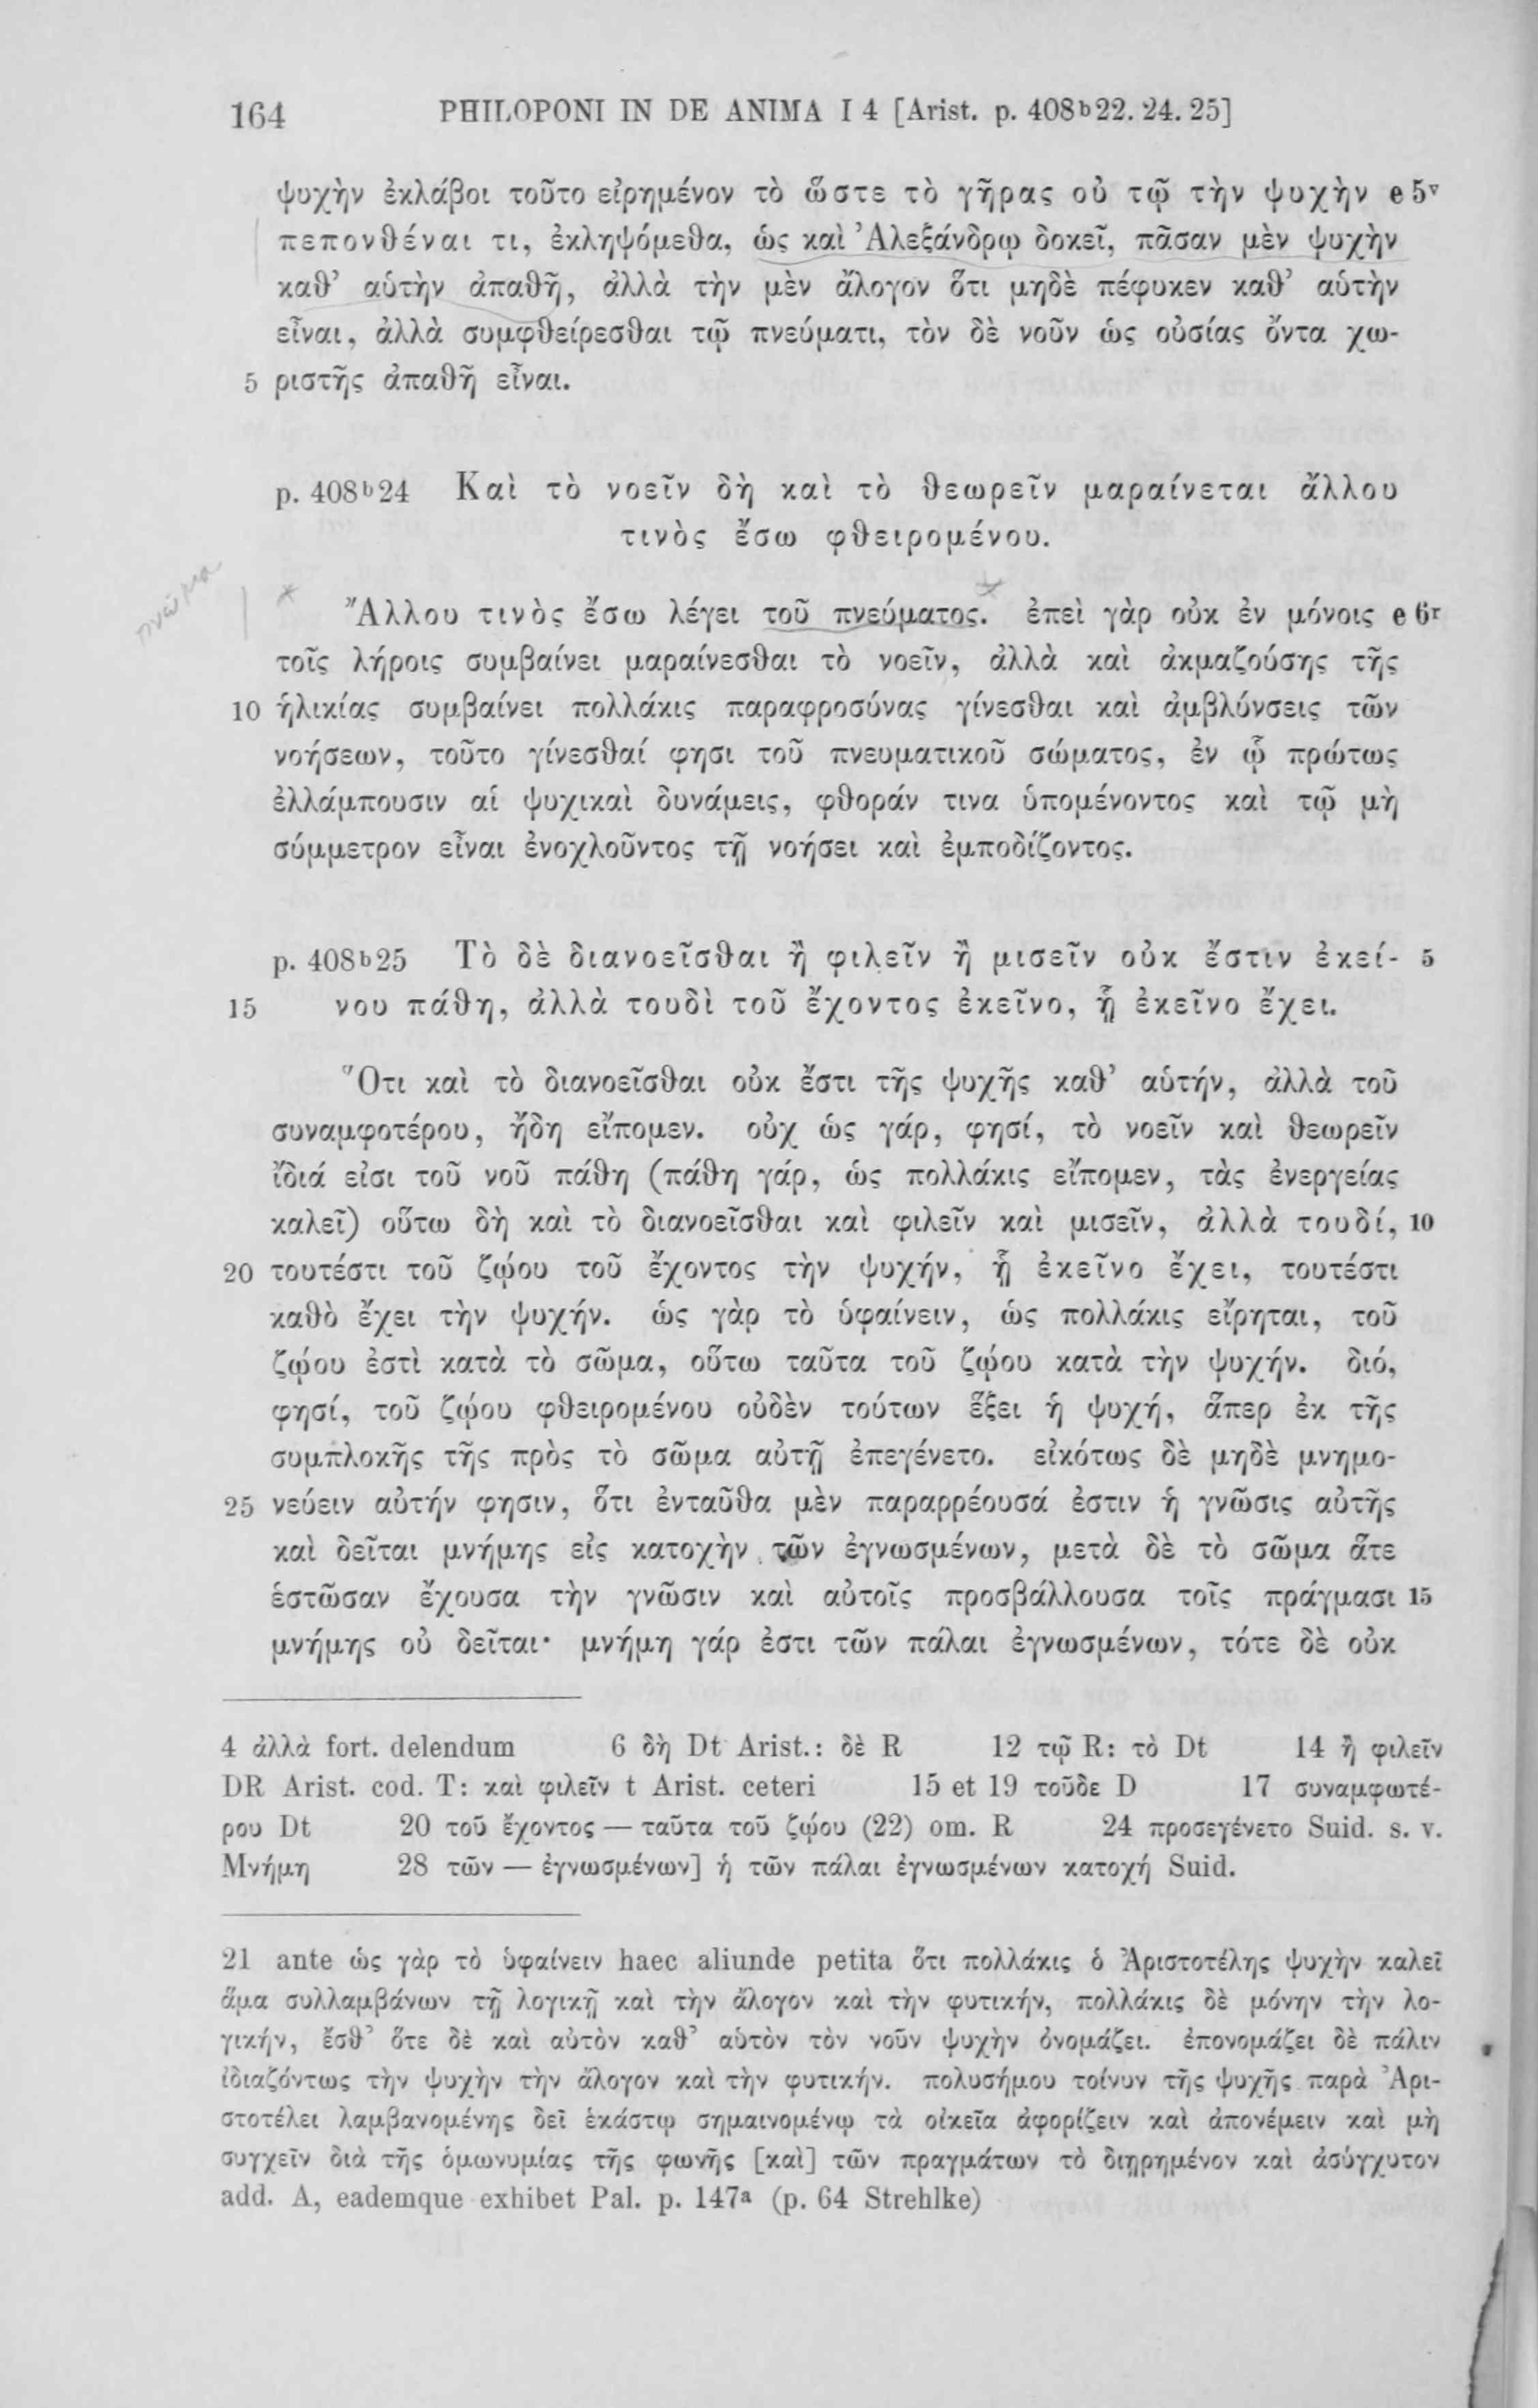 164 PHILOPONI IN DE ANIMA I 4 [Arist. p. 408b22. 24. 25]
ψυχὴν ἐκλάβοι τοῦτο εἰρημένον τὸ ὥστε τὸ γῆρας οὐ τῷ τὴν ψυχὴν e 5v
πεπονθέναι τι, ἐκληψόμεθα, ὡς καὶ Ἀλεξάνδρῳ δοκεῖ, πᾶσαν μὲν ψυχὴν
καθ’ αὑτὴν ἀπαθῆ, ἀλλὰ τὴν μὲν ἄλογον ὅτι μηδὲ πέφυκεν καθ’ αὑτὴν
εἶναι, ἀλλὰ συμφθείρεσθαι τῷ πνεύματι, τὸν δὲ νοῦν ὡς οὐσίας ὄντα χω-
5 ριστῆς ἀπαθῆ εἶναι.
p. 408b24 Καὶ τὸ νοεῖν δὴ καὶ τὸ θεωρεῖν μαραίνεται ἄλλου
τινὸς ἔσω φθειρομένου.
Ἄλλου τινὸς ἔσω λέγει τοῦ πνεύματος. ἐπεὶ γὰρ οὐκ ἐν μόνοις e 6r
τοῖς λήροις συμβαίνει μαραίνεσθαι τὸ νοεῖν, ἀλλὰ καὶ ἀκμαζούσης τῆς
10 ἡλικίας συμβαίνει πολλάκις παραφροσύνας γίνεσθαι καὶ ἀμβλύνσεις τῶν
νοήσεων, τοῦτο γίνεσθαί φησι τοῦ πνευματικοῦ σώματος, ἐν ᾧ πρώτως
ἐλλάμπουσιν αἱ ψυχικαὶ δυνάμεις, φθοράν τινα ὑπομένοντος καὶ τῷ μὴ
σύμμετρον εἶναι ἐνοχλοῦντος τῇ νοήσει καὶ ἐμποδίζοντος.
p. 408b25 Τὸ δὲ διανοεῖσθαι ἢ φιλεῖν ἢ μισεῖν οὐκ ἔστιν ἐκεί- 5
15 νου πάθη, ἀλλὰ τουδὶ τοῦ ἔχοντος ἐκεῖνο, ᾗ ἐκεῖνο ἔχει.
Ὅτι καὶ τὸ διανοεῖσθαι οὐκ ἔστι τῆς ψυχῆς καθ’ αὑτήν, ἀλλὰ τοῦ
συναμφοτέρου, ἤδη εἴπομεν. οὐχ ὡς γάρ, φησί, τὸ νοεῖν καὶ θεωρεῖν
ἴδιά εἰσι τοῦ νοῦ πάθη (πάθη γάρ, ὡς πολλάκις εἴπομεν, τὰς ἐνεργείας
καλεῖ) οὕτω δὴ καὶ τὸ διανοεῖσθαι καὶ φιλεῖν καὶ μισεῖν, ἀλλὰ τουδί, 10
20 τουτέστι τοῦ ζῴου τοῦ ἔχοντος τὴν ψυχήν, ᾗ ἐκεῖνο ἔχει, τουτέστι
καθὸ ἔχει τὴν ψυχήν. ὡς γὰρ τὸ ὑφαίνειν, ὡς πολλάκις εἴρηται, τοῦ
ζῴου ἐστὶ κατὰ τὸ σῶμα, οὕτω ταῦτα τοῦ ζῴου κατὰ τὴν ψυχήν. διό,
φησί, τοῦ ζῴου φθειρομένου οὐδὲν τούτων ἕξει ἡ ψυχή, ἅπερ ἐκ τῆς
συμπλοκῆς τῆς πρὸς τὸ σῶμα αὐτῇ ἐπεγένετο. εἰκότως δὲ μηδὲ μνημο-
25 νεύειν αὐτήν φησιν, ὅτι ἐνταῦθα μὲν παραρρέουσά ἐστιν ἡ γνῶσις αὐτῆς
καὶ δεῖται μνήμης εἰς κατοχὴν τῶν ἐγνωσμένων, μετὰ δὲ τὸ σῶμα ἅτε
ἑστῶσαν ἔχουσα τὴν γνῶσιν καὶ αὐτοῖς προσβάλλουσα τοῖς πράγμασι 15
μνήμης οὐ δεῖται· μνήμη γάρ ἐστι τῶν πάλαι ἐγνωσμένων, τότε δὲ οὐκ
4 ἀλλὰ fort. delendum 6 δὴ Dt Arist.: δὲ R 12 τῷ R: τὸ Dt 14 ἢ φιλεῖν
DR Arist. cod. T: καὶ φιλεῖν t Arist. ceteri 15 et 19 τοῦδε D 17 συναμφωτέ-
ρου Dt 20 τοῦ ἔχοντος — ταῦτα τοῦ ζῴου (22) om. R 24 προσεγένετο Suid. s. v.
Μνήμη 28 τῶν — ἐγνωσμένων] ἡ τῶν πάλαι ἐγνωσμένων κατοχή Suid.
21 ante ὡς γὰρ τὸ ὑφαίνειν haec aliunde petita ὅτι πολλάκις ὁ Ἀριστοτέλης ψυχὴν καλεῖ
ἅμα συλλαμβάνων τῇ λογικῇ καὶ τὴν ἄλογον καὶ τὴν φυτικήν, πολλάκις δὲ μόνην τὴν λο-
γικήν, ἔσθ’ ὅτε δὲ καὶ αὐτὸν καθ’ αὑτὸν τὸν νοῦν ψυχὴν ὀνομάζει. ἐπονομάζει δὲ πάλιν
ἰδιαζόντως τὴν ψυχὴν τὴν ἄλογον καὶ τὴν φυτικήν. πολυσήμου τοίνυν τῆς ψυχῆς παρὰ Ἀρι-
στοτέλει λαμβανομένης δεῖ ἑκάστῳ σημαινομένῳ τὰ οἰκεῖα ἀφορίζειν καὶ ἀπονέμειν καὶ μὴ
συγχεῖν διὰ τῆς ὁμωνυμίας τῆς φωνῆς [καὶ] τῶν πραγμάτων τὸ διῃρημένον καὶ ἀσύγχυτον
add. A, eademque exhibet Pal. p. 147a (p. 64 Strehlke)